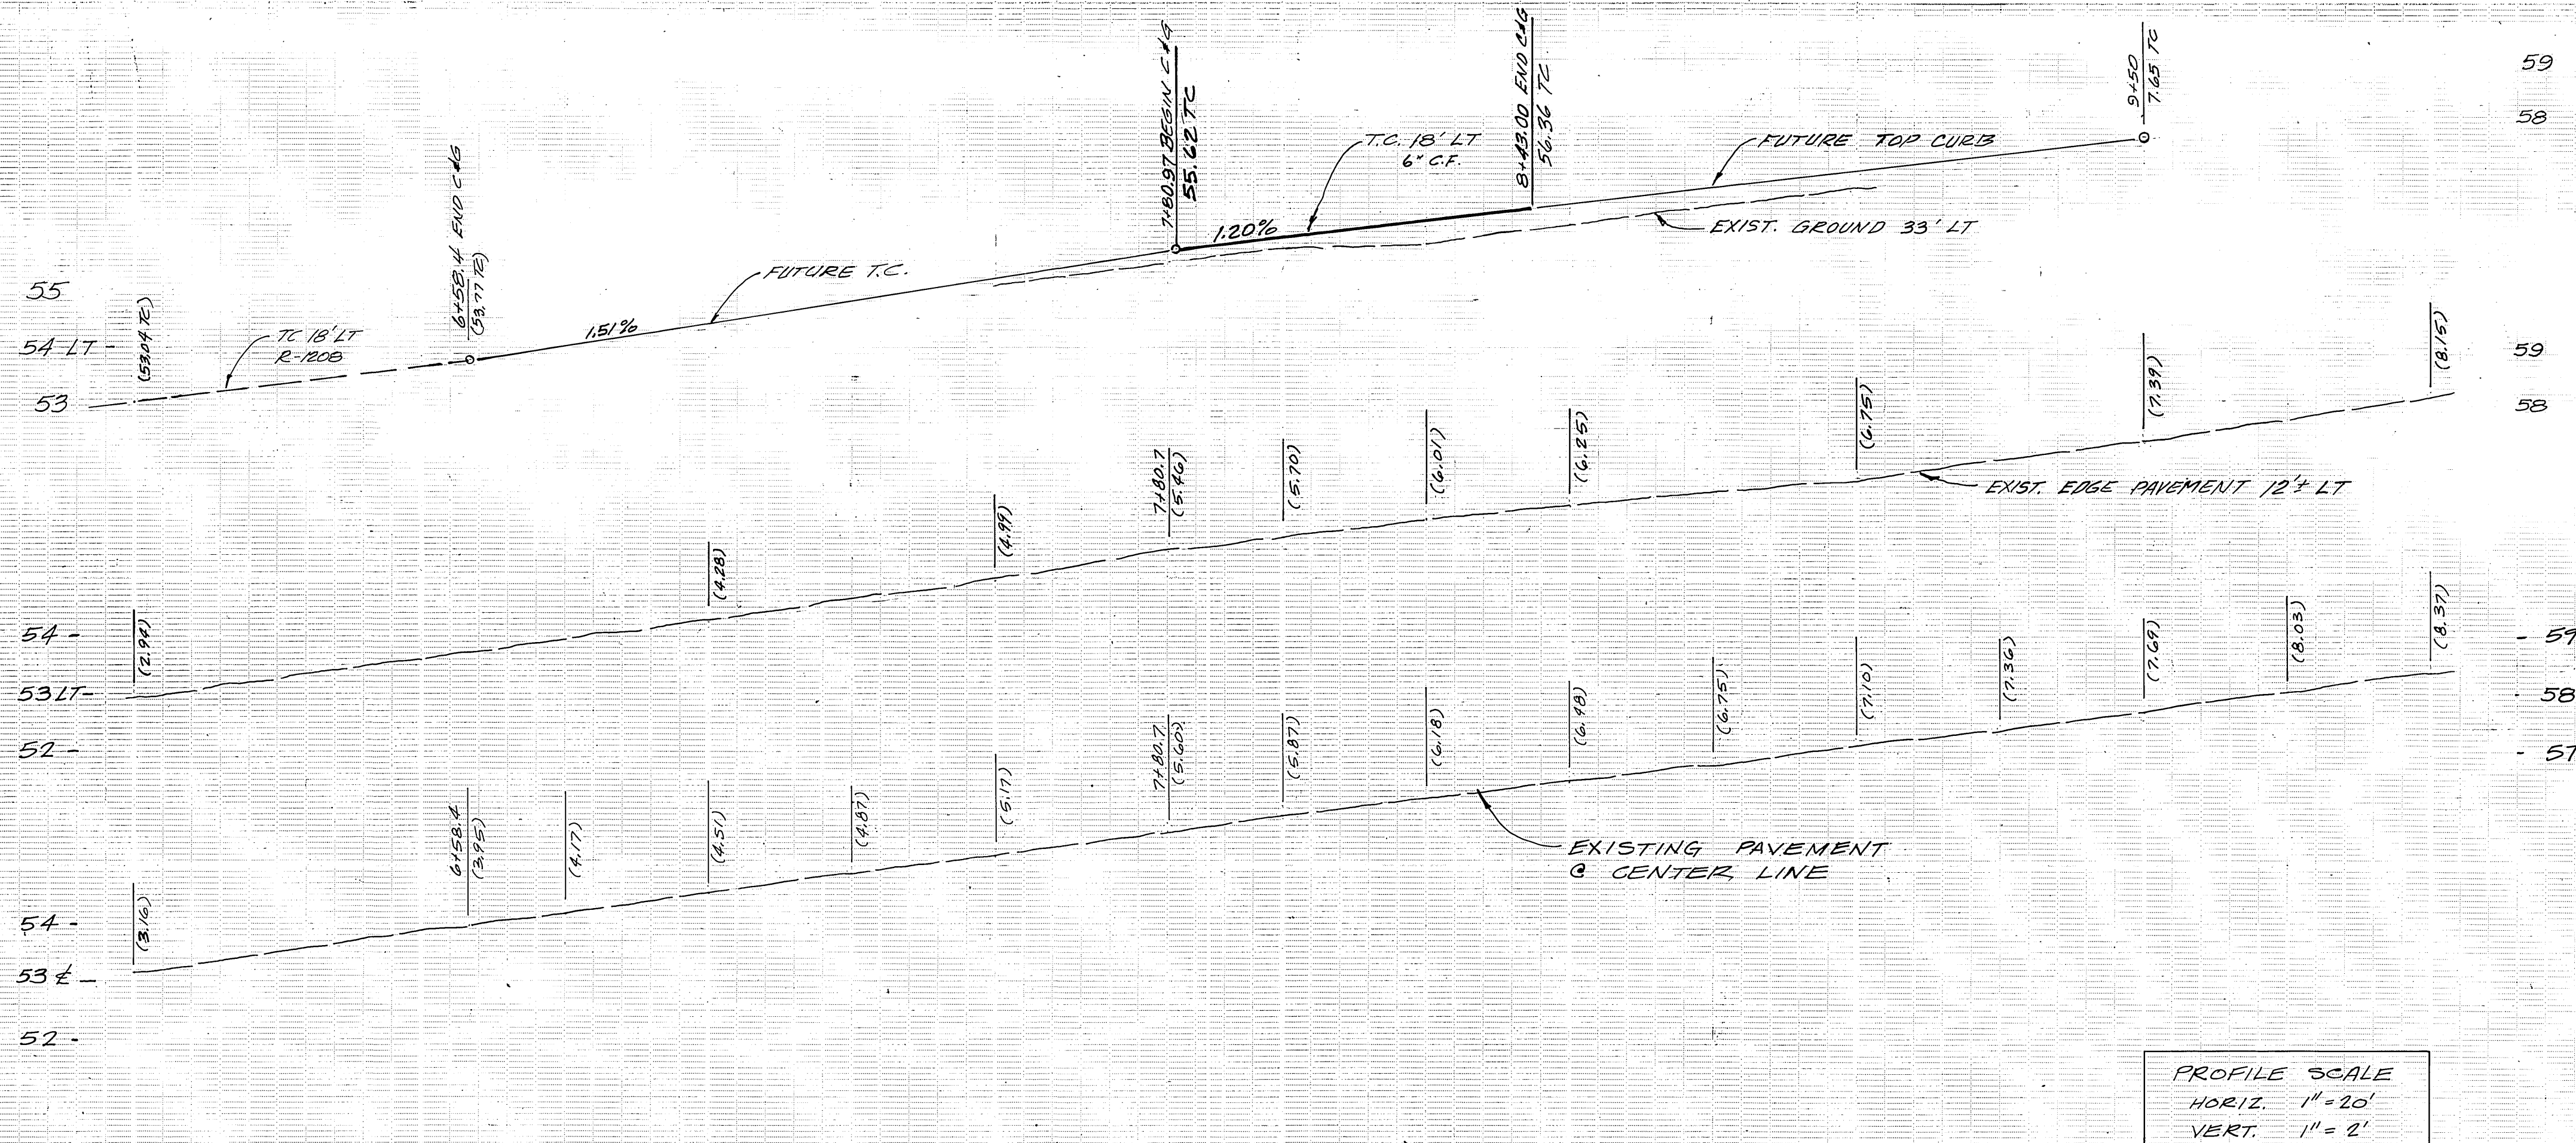 7+80.97 BEGIN C&G
55.62 TC
8+43.00 END C&G
56.36 TC
9+50
7.65 TC
59
58
T.C. 18' LT
6" C.F.
FUTURE TOP CURB
1.20%
EXIST. GROUND 33' LT
6+58.4 END C&G
(53.77 TC)
FUTURE T.C.
55
(53.04 TC)
TC 18' LT
R-1208
1.51%
54 LT -
53
59
58
(8.15)
(7.39)
(6.75)
(6.25)
(6.01)
(5.70)
7+80.7
(5.46)
(4.99)
(4.28)
(2.94)
EXIST. EDGE PAVEMENT 12'± LT
54 -
53 LT -
52 -
- 59
- 58
- 57
(8.37)
(8.03)
(7.69)
(7.36)
(7.10)
(6.75)
(6.48)
(6.18)
(5.87)
7+80.7
(5.60)
(5.17)
(4.87)
(4.51)
(4.17)
6+58.4
(3.95)
(3.16)
EXISTING PAVEMENT
@ CENTER LINE
54 -
53 ℄ -
52 -
PROFILE SCALE
HORIZ. 1" = 20'
VERT. 1" = 2'